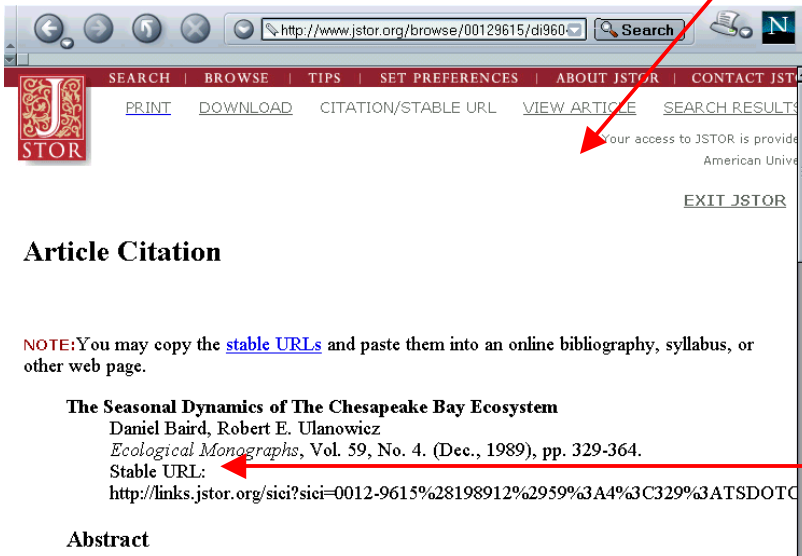 http://www.jstor.org/browse/00129615/di960 Search N
SEARCH | BROWSE | TIPS | SET PREFERENCES | ABOUT JSTOR | CONTACT JST
J
STOR
PRINT DOWNLOAD CITATION/STABLE URL VIEW ARTICLE SEARCH RESULTS
Your access to JSTOR is provide
American Unive
EXIT JSTOR
Article Citation
NOTE:You may copy the stable URLs and paste them into an online bibliography, syllabus, or
other web page.
The Seasonal Dynamics of The Chesapeake Bay Ecosystem
Daniel Baird, Robert E. Ulanowicz
Ecological Monographs, Vol. 59, No. 4. (Dec., 1989), pp. 329-364.
Stable URL:
http://links.jstor.org/sici?sici=0012-9615%28198912%2959%3A4%3C329%3ATSDOTC
Abstract